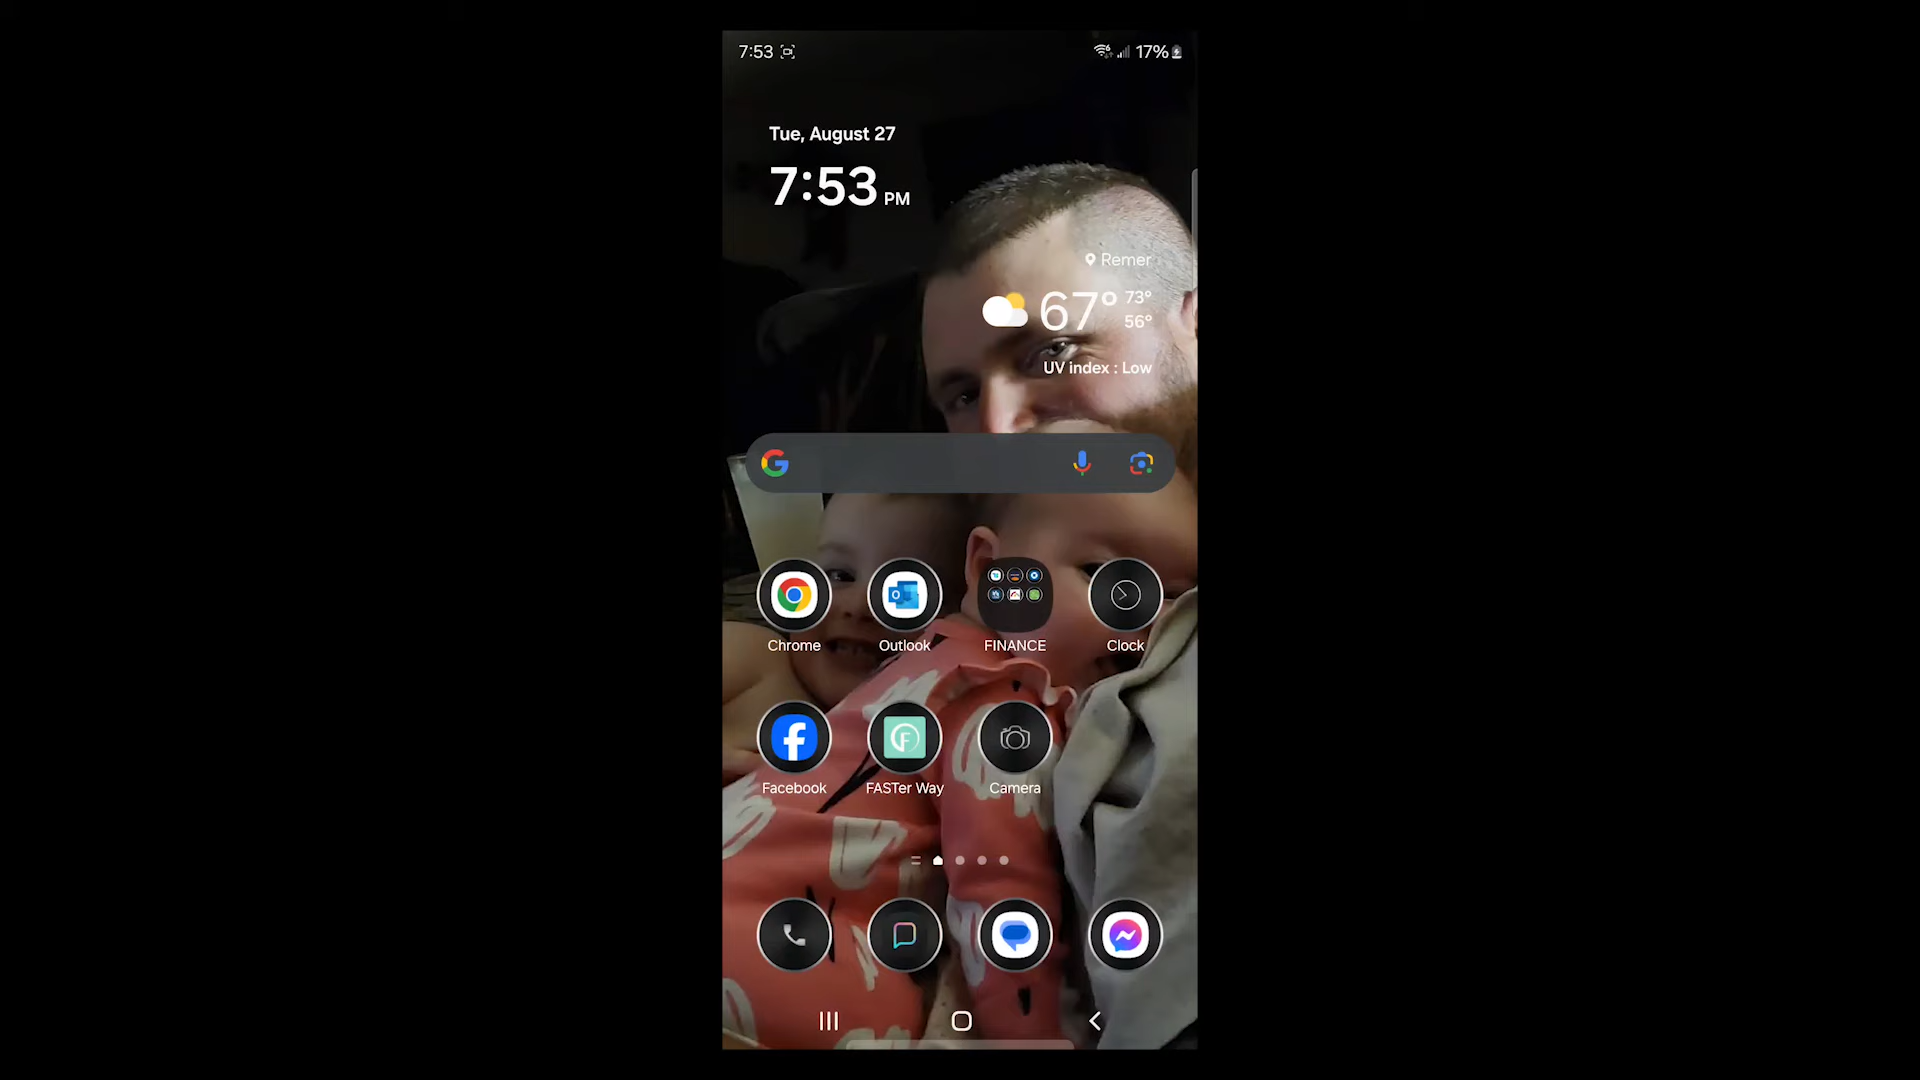 7:53
17%
Tue, August 27
7:53 PM
Remer
67° 73°
56°
UV index : Low
Chrome
Outlook
FINANCE
Clock
Facebook
FASTer Way
Camera